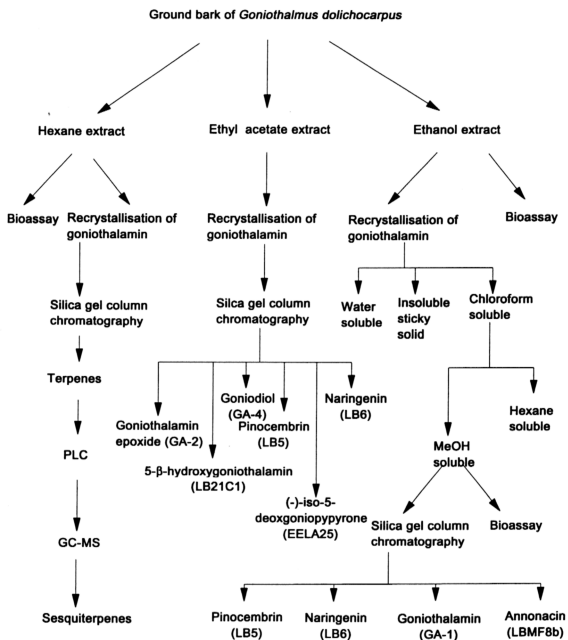 Ground bark of Goniothalmus dolichocarpus
Hexane extract
Ethyl acetate extract
Ethanol extract
Bioassay
Recrystallisation of
goniothalamin
Recrystallisation of
goniothalamin
Recrystallisation of
goniothalamin
Bioassay
Silica gel column
chromatography
Silca gel column
chromatography
Water
soluble
Insoluble
sticky
solid
Chloroform
soluble
Terpenes
Goniothalamin
epoxide (GA-2)
Goniodiol
(GA-4)
Pinocembrin
(LB5)
Naringenin
(LB6)
Hexane
soluble
PLC
5-β-hydroxygoniothalamin
(LB21C1)
MeOH
soluble
(-)-iso-5-
deoxgoniopypyrone
(EELA25)
GC-MS
Silica gel column
chromatography
Bioassay
Sesquiterpenes
Pinocembrin
(LB5)
Naringenin
(LB6)
Goniothalamin
(GA-1)
Annonacin
(LBMF8b)